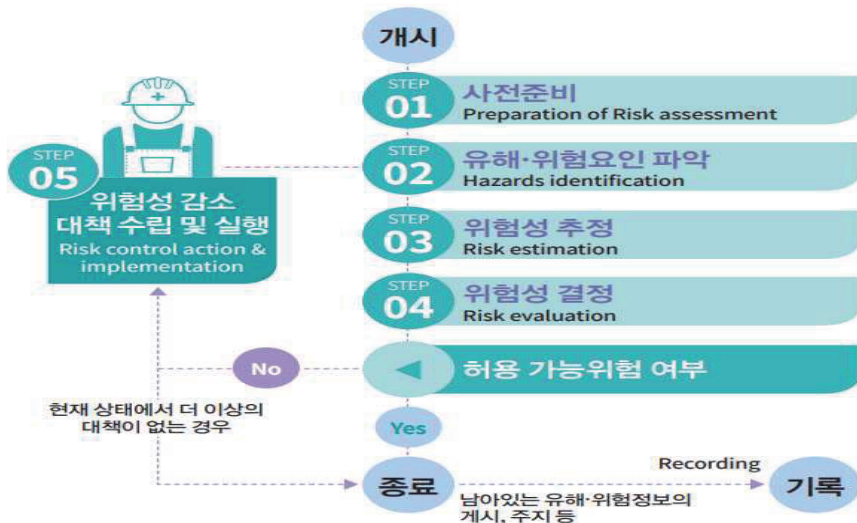 개시
STEP
01
사전준비
Preparation of Risk assessment
STEP
02
유해·위험요인 파악
Hazards identification
STEP
03
위험성 추정
Risk estimation
STEP
04
위험성 결정
Risk evaluation
STEP
05
위험성 감소
대책 수립 및 실행
Risk control action &
implementation
허용 가능위험 여부
No
현재 상태에서 더 이상의
대책이 없는 경우
Yes
종료
Recording
남아있는 유해·위험정보의
게시, 주지 등
기록